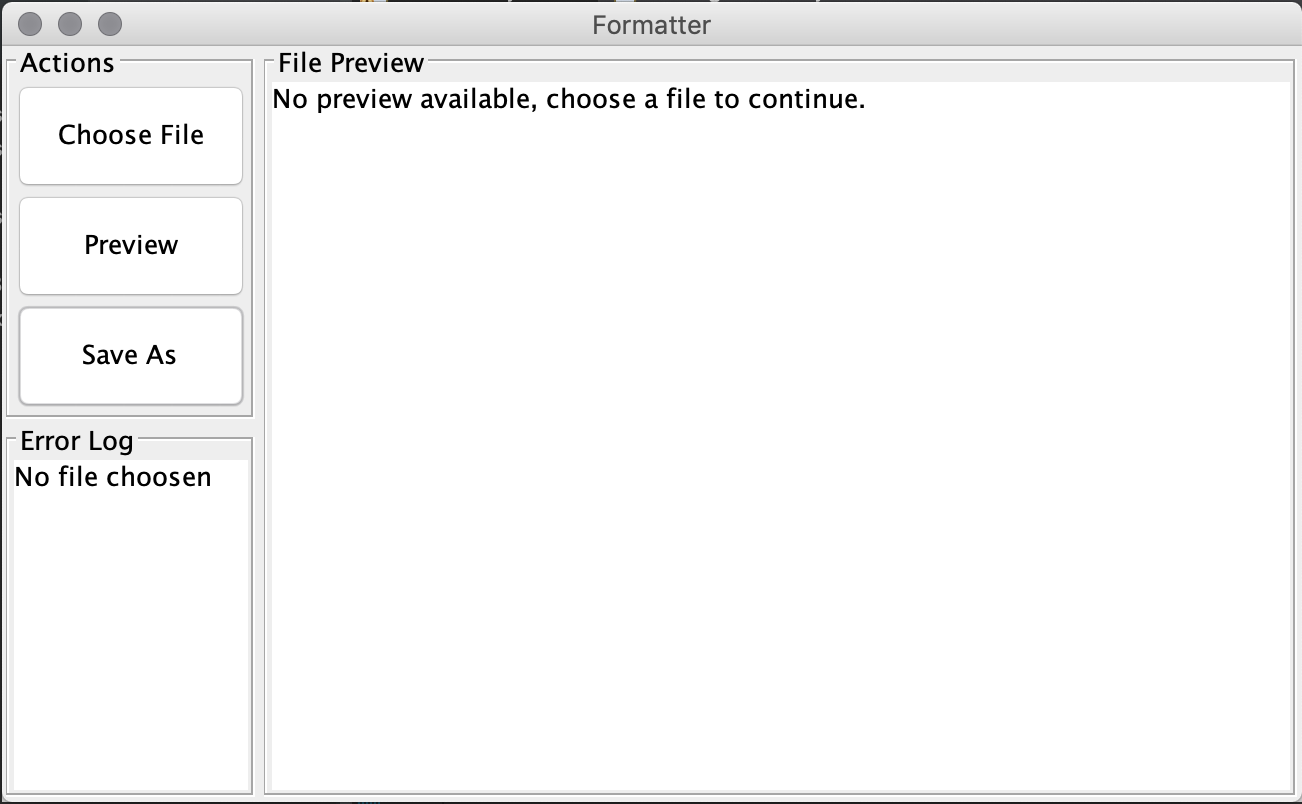 Formatter
Actions
Choose File
Preview
Save As
Error Log
No file choosen
File Preview
No preview available, choose a file to continue.